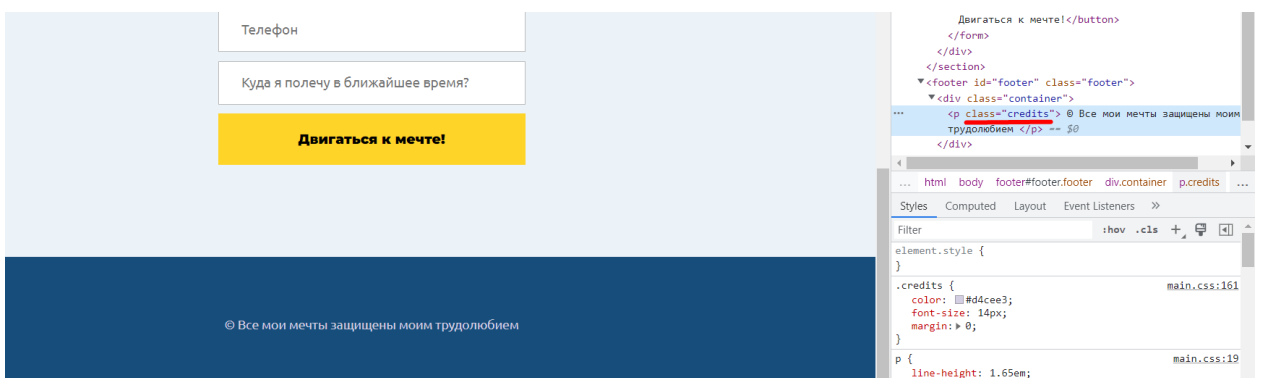 Телефон
Куда я полечу в ближайшее время?
Двигаться к мечте!
© Все мои мечты защищены моим трудолюбием
Двигаться к мечте!</button>
</form>
</div>
</section>
▼<footer id="footer" class="footer">
▼<div class="container">
<p class="credits"> © Все мои мечты защищены моим
трудолюбием </p> == $0
</div>
... html body footer#footer.footer div.container p.credits ...
Styles Computed Layout Event Listeners »
Filter :hov .cls +
element.style {
}
.credits { main.css:161
color: #d4cee3;
font-size: 14px;
margin:▶ 0;
}
p { main.css:19
line-height: 1.65em;